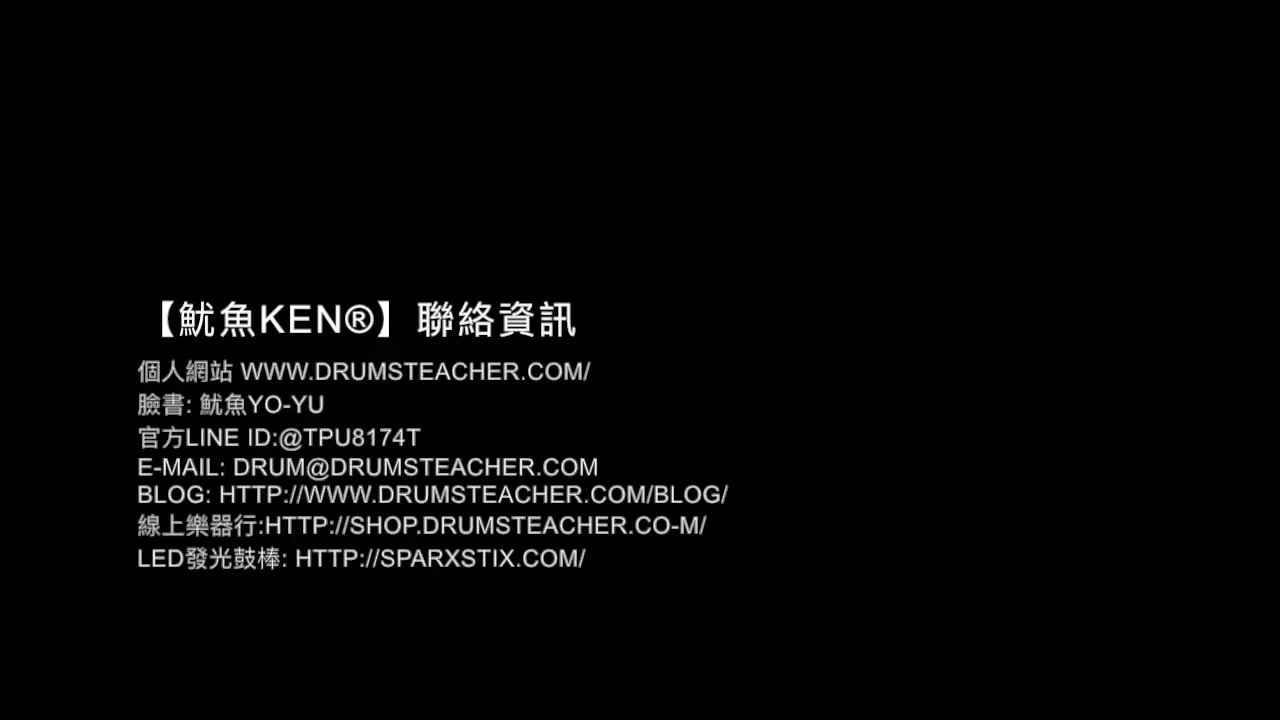 【魷魚KEN®】聯絡資訊
個人網站 WWW.DRUMSTEACHER.COM/
臉書: 魷魚YO-YU
官方LINE ID:@TPU8174T
E-MAIL: DRUM@DRUMSTEACHER.COM
BLOG: HTTP://WWW.DRUMSTEACHER.COM/BLOG/
線上樂器行:HTTP://SHOP.DRUMSTEACHER.CO-M/
LED發光鼓棒: HTTP://SPARXSTIX.COM/